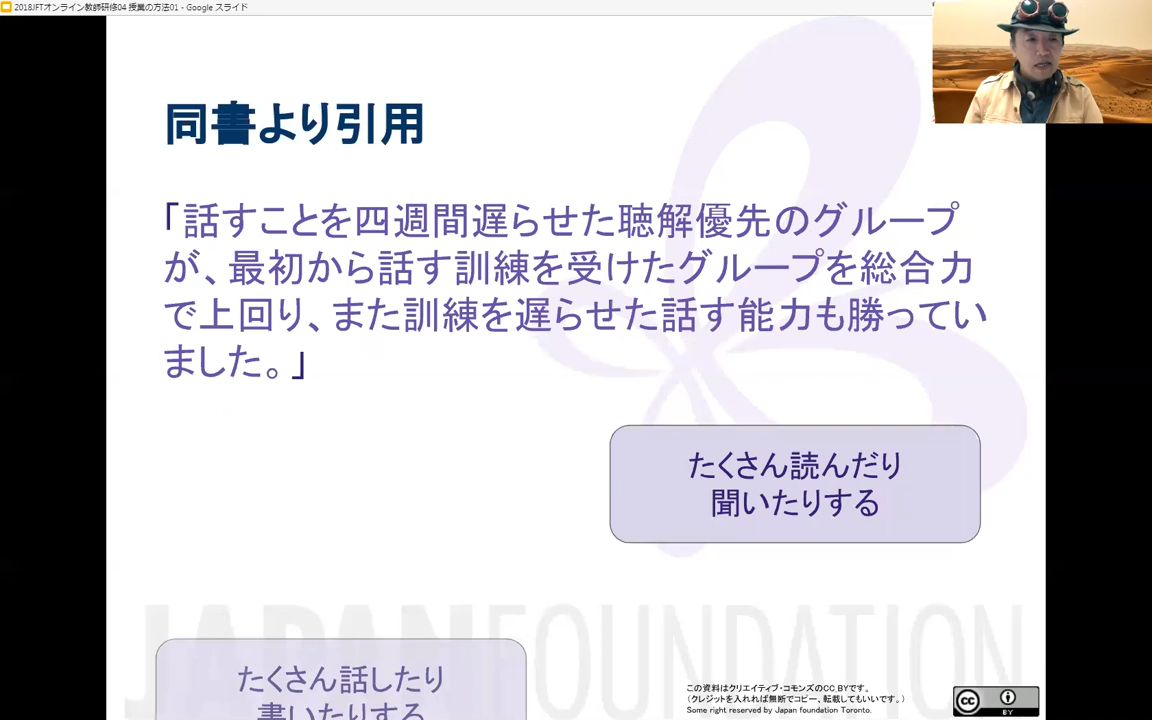 2018JFTオンライン教師研修04 授業の方法01 - Google スライド
同書より引用
「話すことを四週間遅らせた聴解優先のグループ
が、最初から話す訓練を受けたグループを総合力
で上回り、また訓練を遅らせた話す能力も勝ってい
ました。」
たくさん読んだり
聞いたりする
JAPANFOUNDATION
たくさん話したり
書いたりする
この資料はクリエイティブ・コモンズのCC BYです。
(クレジットを入れれば無断でコピー、転載してもいいです。)
Some right reserved by Japan foundation Toronto.
cc
BY